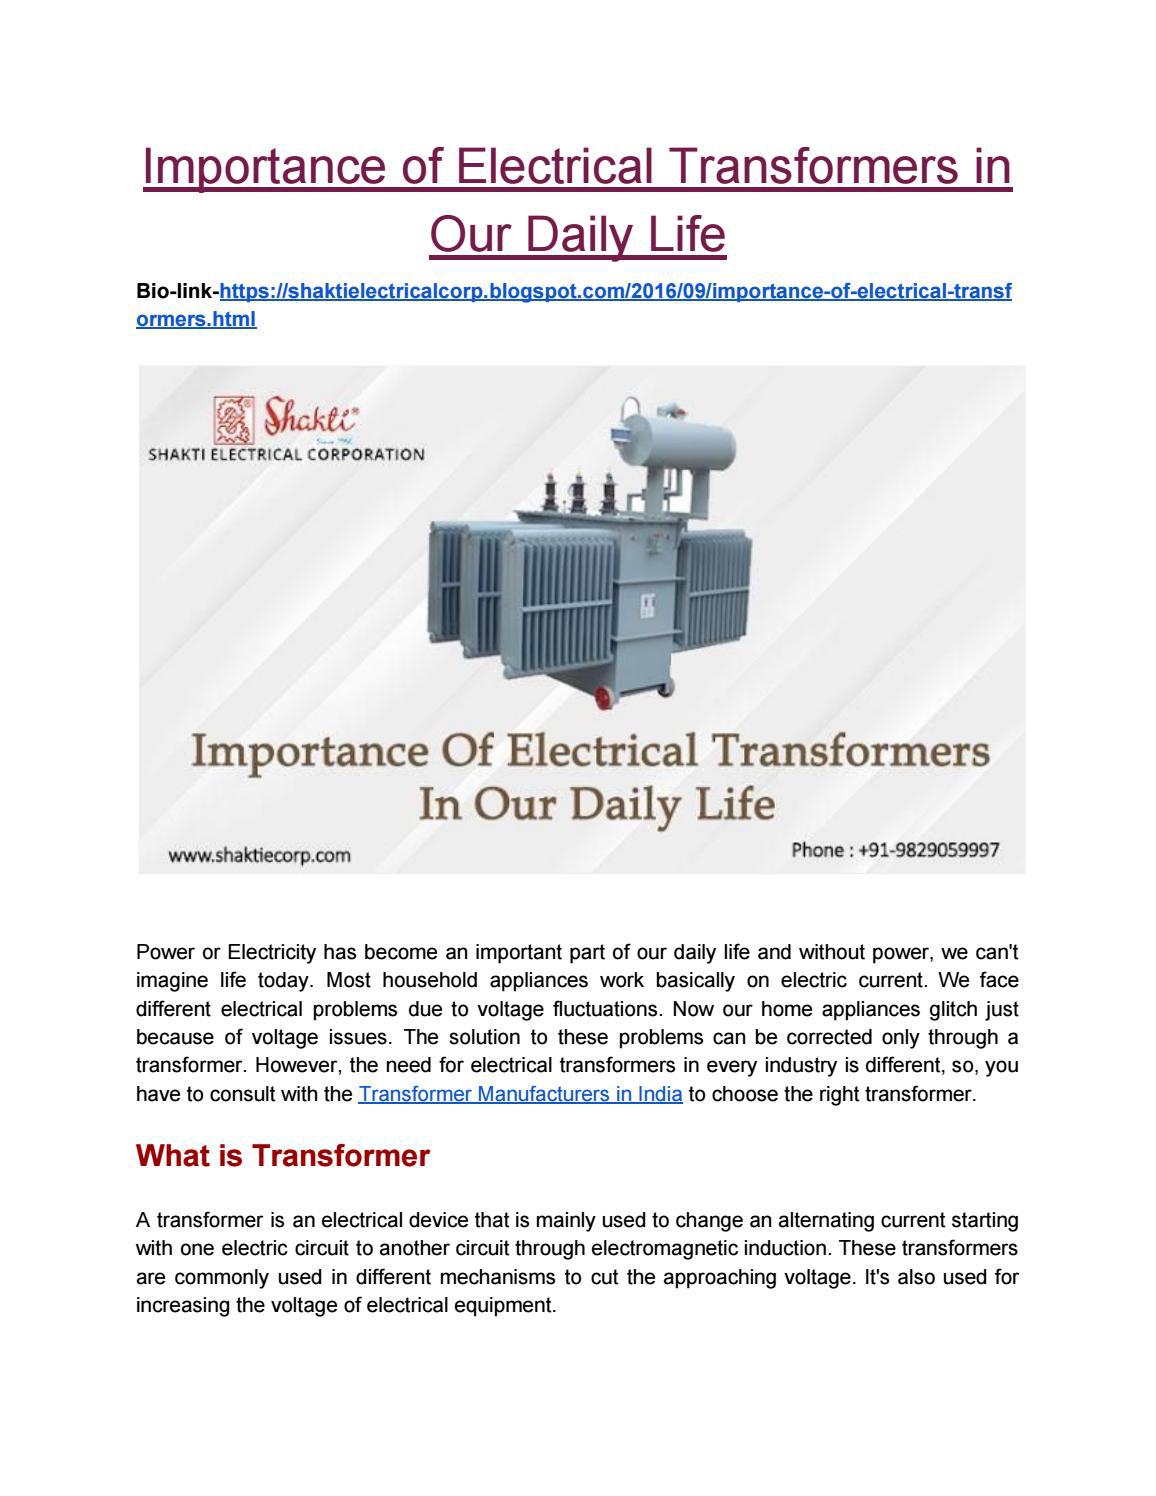 Importance of Electrical Transformers in
Our Daily Life
Bio-link-https://shaktielectricalcorp.blogspot.com/2016/09/importance-of-electrical-transf
ormers.html
Shakti®
SHAKTI ELECTRICAL CORPORATION
Importance Of Electrical Transformers
In Our Daily Life
www.shaktiecorp.com
Phone : +91-9829059997
Power or Electricity has become an important part of our daily life and without power, we can't
imagine life today. Most household appliances work basically on electric current. We face
different electrical problems due to voltage fluctuations. Now our home appliances glitch just
because of voltage issues. The solution to these problems can be corrected only through a
transformer. However, the need for electrical transformers in every industry is different, so, you
have to consult with the Transformer Manufacturers in India to choose the right transformer.
What is Transformer
A transformer is an electrical device that is mainly used to change an alternating current starting
with one electric circuit to another circuit through electromagnetic induction. These transformers
are commonly used in different mechanisms to cut the approaching voltage. It's also used for
increasing the voltage of electrical equipment.